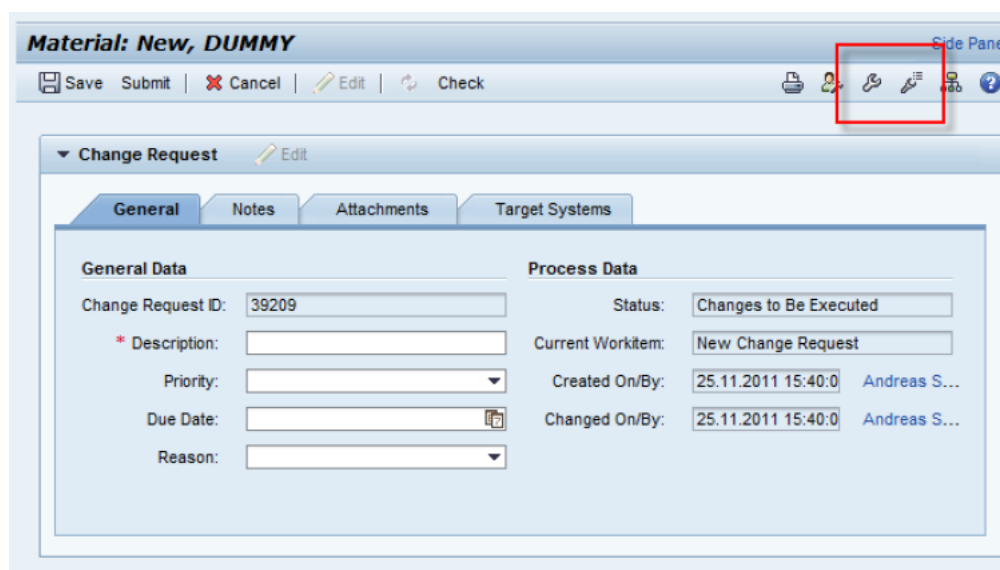 Material: New, DUMMY
Side Pane
Save Submit | Cancel | Edit | Check
Change Request Edit
General Notes Attachments Target Systems
General Data Process Data
Change Request ID: 39209 Status: Changes to Be Executed
* Description: Current Workitem: New Change Request
Priority: Created On/By: 25.11.2011 15:40:0 Andreas S...
Due Date: Changed On/By: 25.11.2011 15:40:0 Andreas S...
Reason: